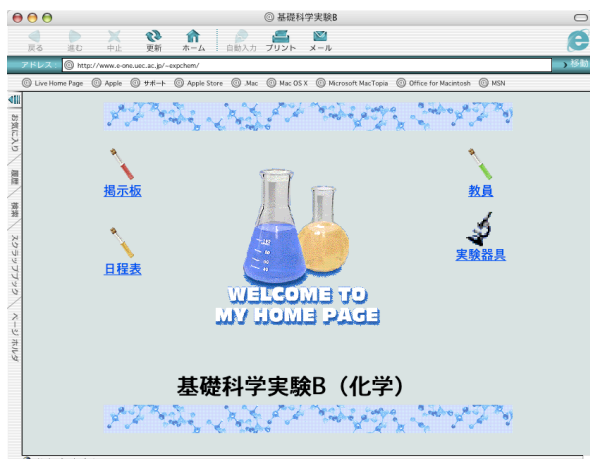 基礎科学実験B
戻る 進む 中止 更新 ホーム 自動入力 プリント メール
アドレス: http://www.e-one.uec.ac.jp/~expchem/ 移動
Live Home Page Apple サポート Apple Store .Mac Mac OS X Microsoft MacTopia Office for Macintosh MSN
お気に入り
履歴
検索
スクラップブック
ページ ホルダ
掲示板
教員
日程表
実験器具
WELCOME TO
MY HOME PAGE
基礎科学実験B（化学）